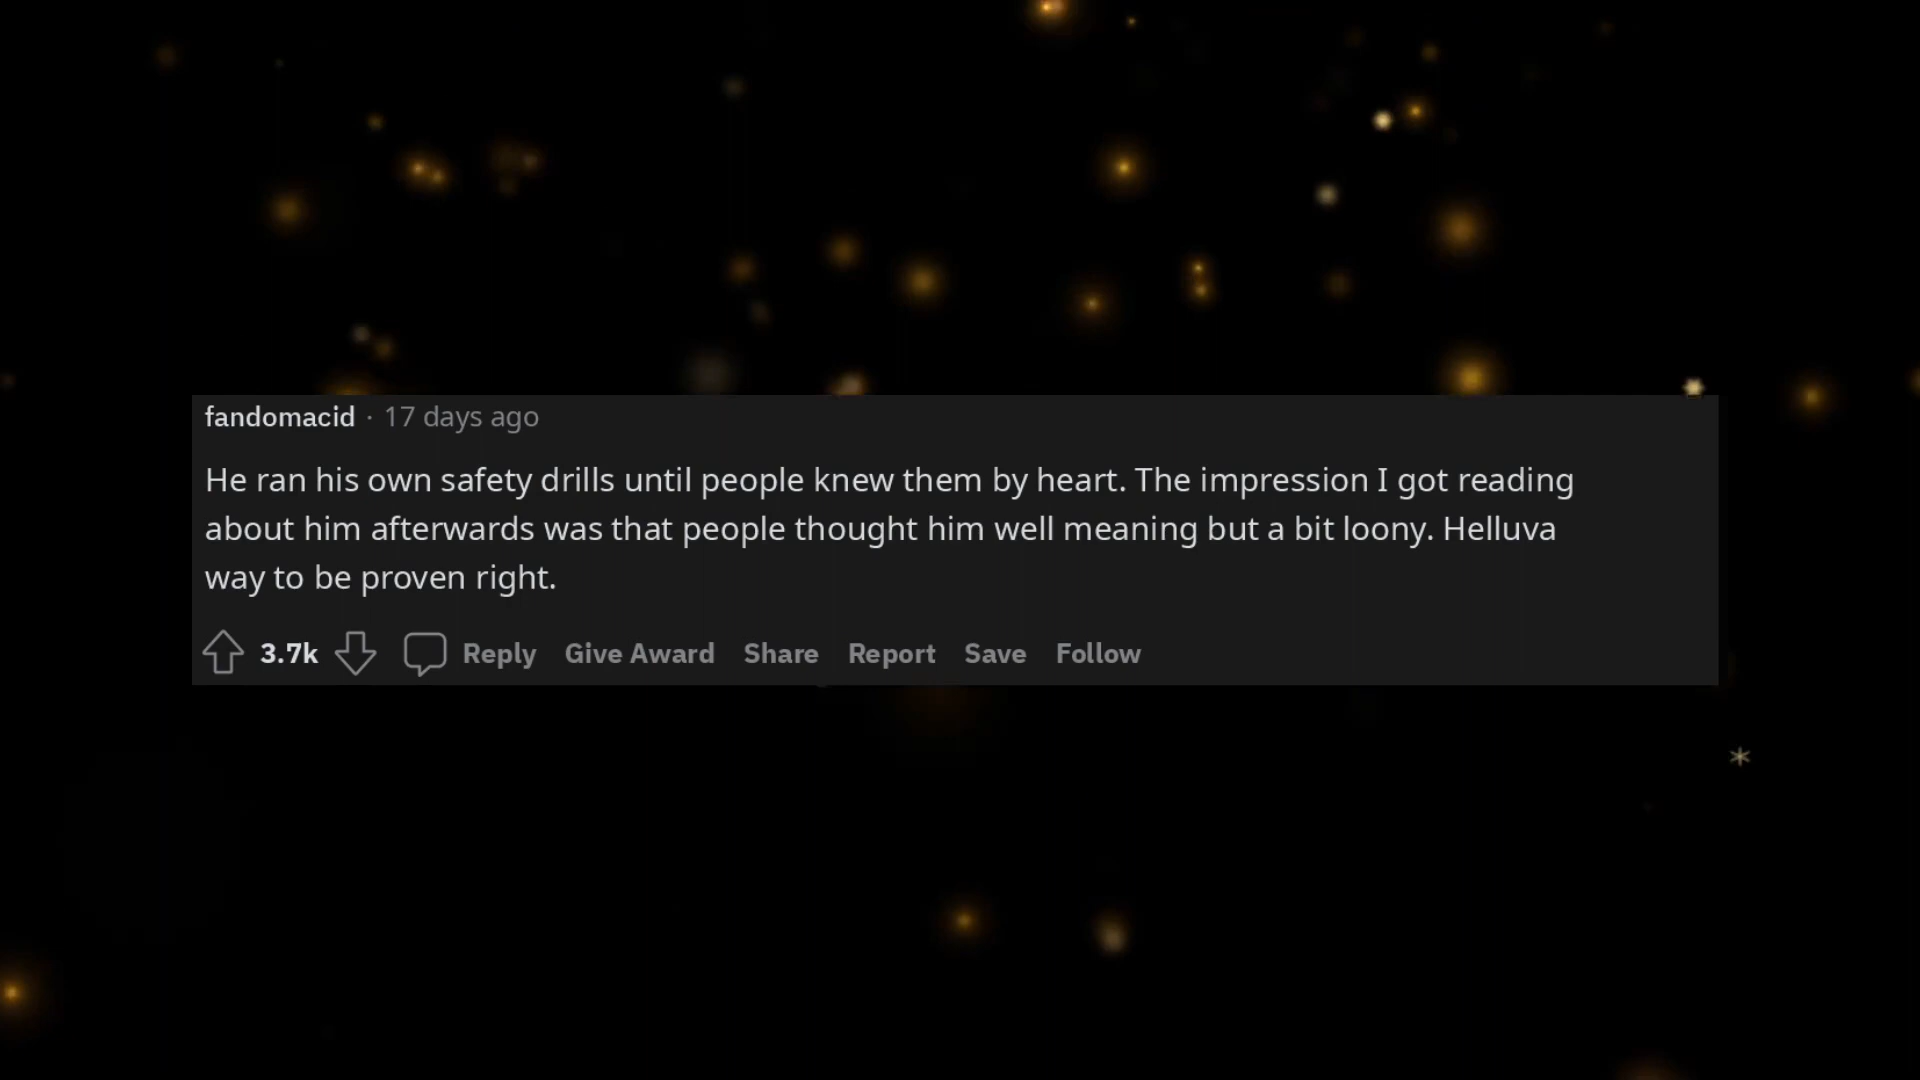 fandomacid · 17 days ago
He ran his own safety drills until people knew them by heart. The impression I got reading
about him afterwards was that people thought him well meaning but a bit loony. Helluva
way to be proven right.
3.7k Reply Give Award Share Report Save Follow